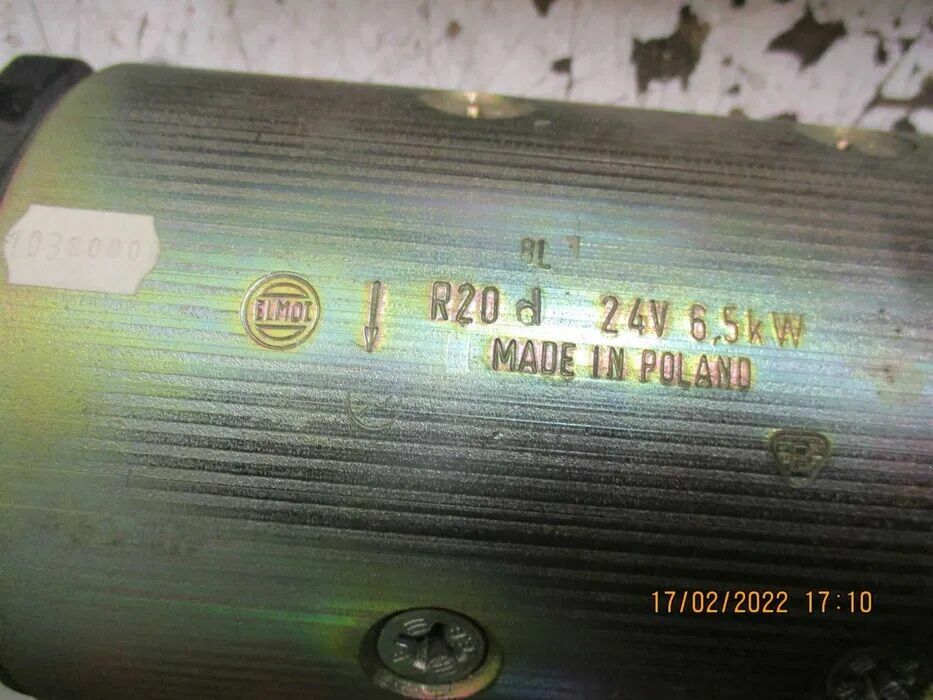 1038000
BL
ELMOT
R20 d 24V 6,5kW
MADE IN POLAND
17/02/2022 17:10